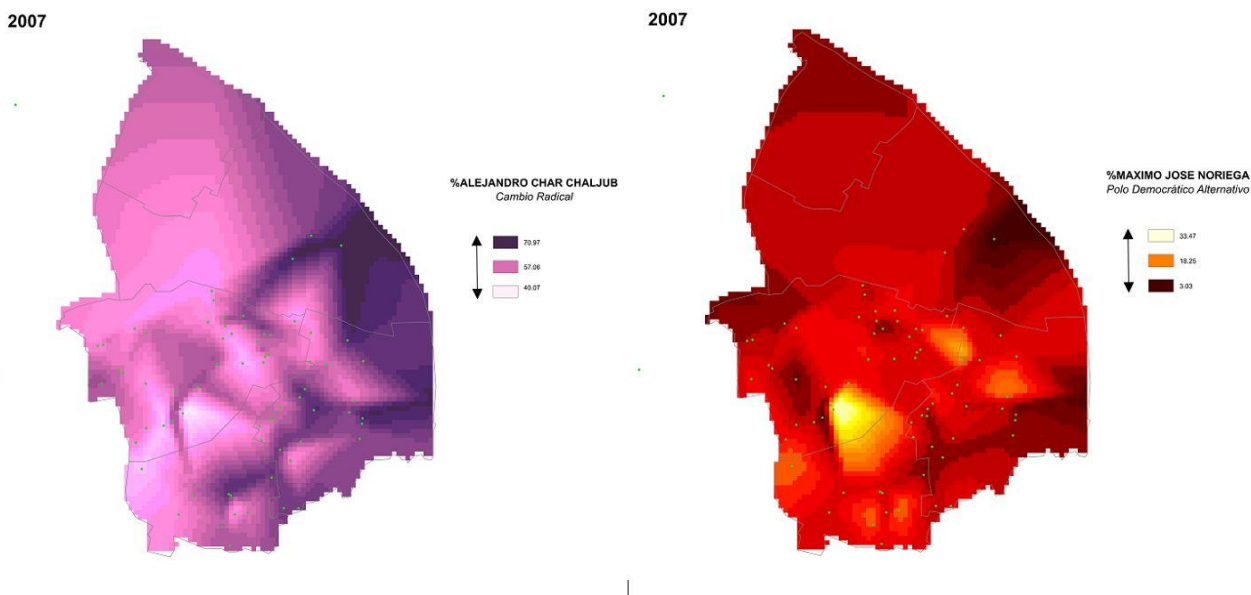 2007
%ALEJANDRO CHAR CHALJUB
Cambio Radical
70.97
57.06
40.07
2007
%MAXIMO JOSE NORIEGA
Polo Democrático Alternativo
33.47
18.25
3.03